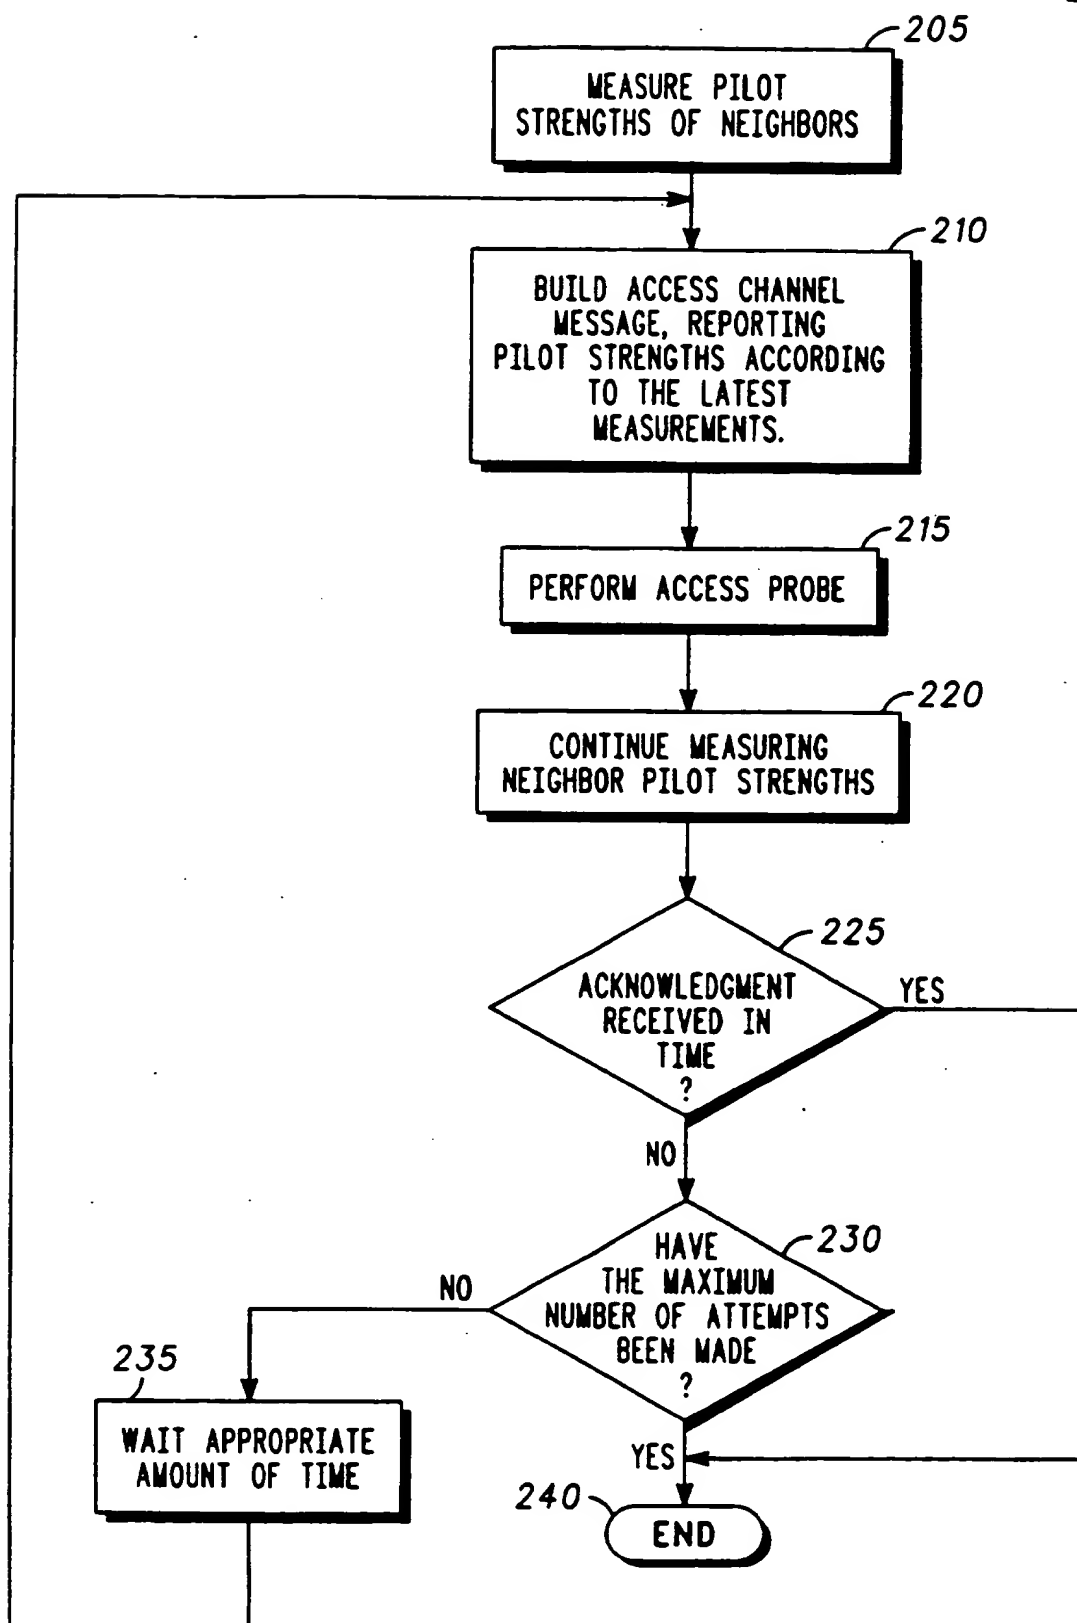 205
MEASURE PILOT
STRENGTHS OF NEIGHBORS
210
BUILD ACCESS CHANNEL
MESSAGE, REPORTING
PILOT STRENGTHS ACCORDING
TO THE LATEST
MEASUREMENTS.
215
PERFORM ACCESS PROBE
220
CONTINUE MEASURING
NEIGHBOR PILOT STRENGTHS
225
ACKNOWLEDGMENT
RECEIVED IN
TIME
?
YES
NO
230
HAVE
THE MAXIMUM
NUMBER OF ATTEMPTS
BEEN MADE
?
NO
235
WAIT APPROPRIATE
AMOUNT OF TIME
YES
240
END